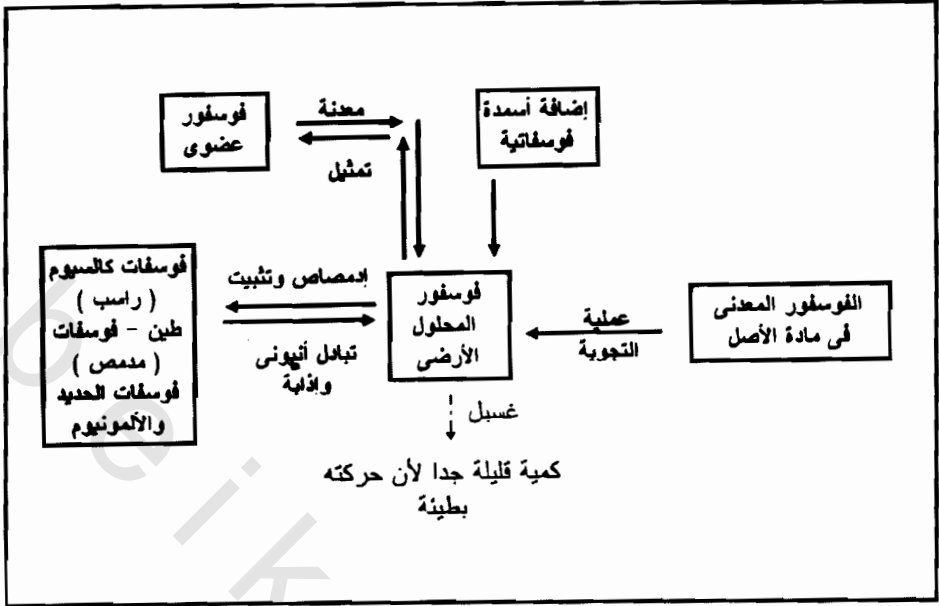 إضافة أسمدة
فوسفاتية
فوسفور
عضوى
معدنة
تمثيل
الفوسفور المعدنى
فى مادة الأصل
عملية
التجوية
فوسفور
المحلول
الأرضى
إدمصاص وتثبيت
تبادل أنيونى
وإذابة
فوسفات كالسيوم
( راسب )
طين - فوسفات
( مدمص )
فوسفات الحديد
والألمونيوم
غسيل
كمية قليلة جدا لأن حركته
بطيئة
b e i k